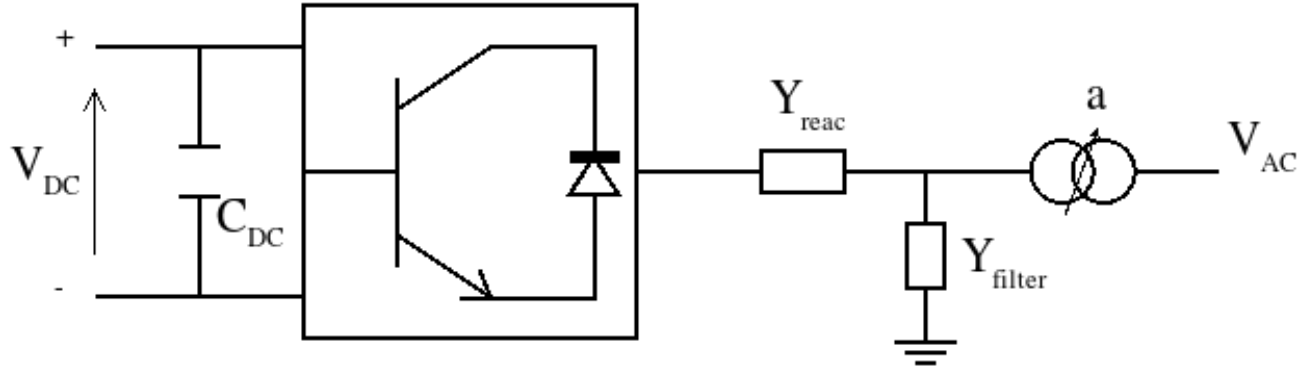 +
V_DC
C_DC
-
Y_reac
Y_filter
a
V_AC